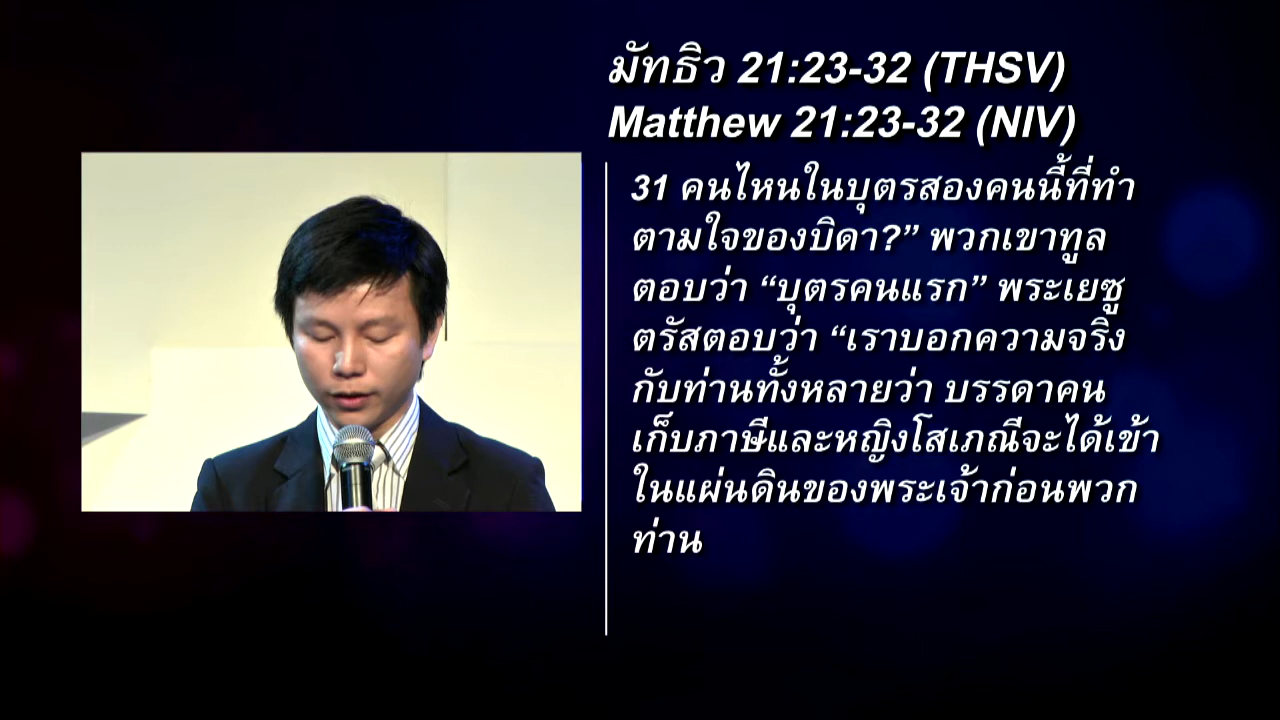 มัทธิว 21:23-32 (THSV)
Matthew 21:23-32 (NIV)
31 คนไหนในบุตรสองคนนี้ที่ทำ
ตามใจของบิดา?” พวกเขาทูล
ตอบว่า “บุตรคนแรก” พระเยซู
ตรัสตอบว่า “เราบอกความจริง
กับท่านทั้งหลายว่า บรรดาคน
เก็บภาษีและหญิงโสเภณีจะได้เข้า
ในแผ่นดินของพระเจ้าก่อนพวก
ท่าน